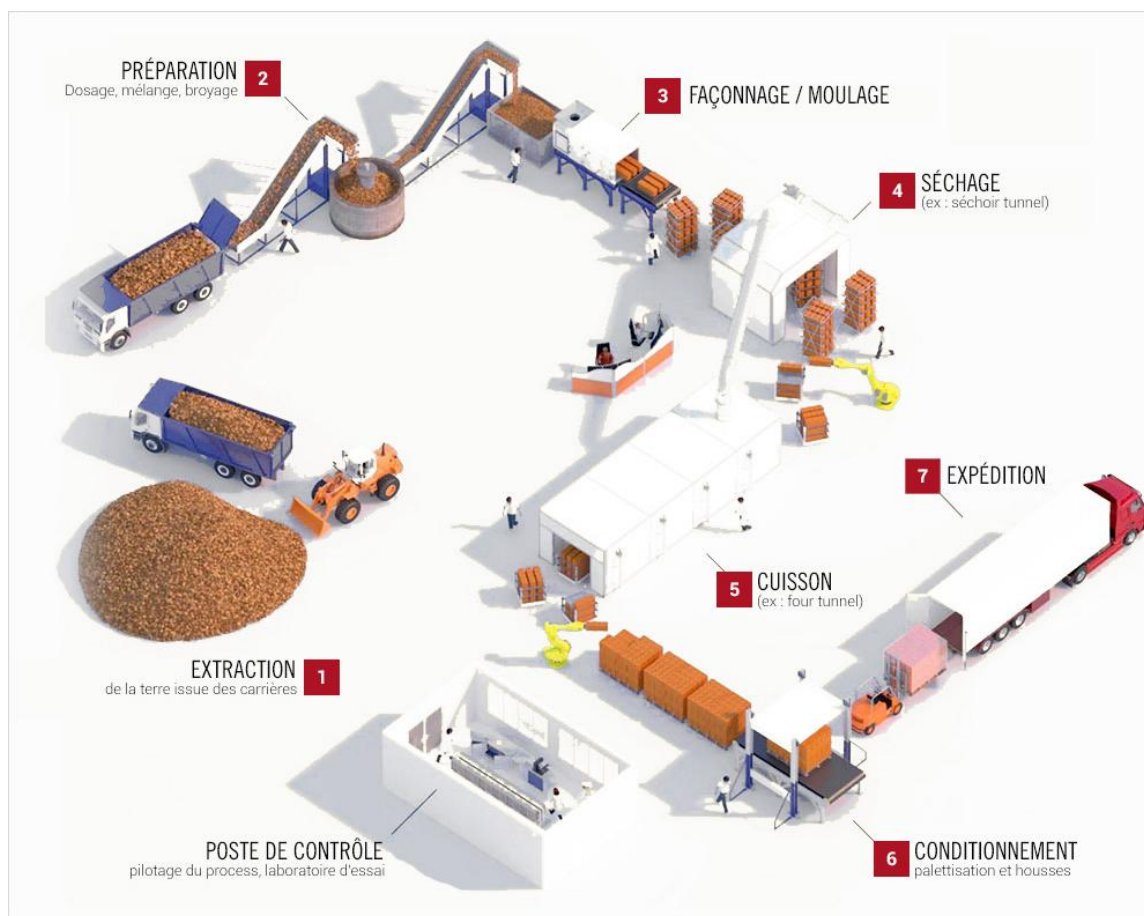 PRÉPARATION 2
Dosage, mélange, broyage
3 FAÇONNAGE / MOULAGE
4 SÉCHAGE
(ex : séchoir tunnel)
7 EXPÉDITION
5 CUISSON
(ex : four tunnel)
EXTRACTION 1
de la terre issue des carrières
POSTE DE CONTRÔLE
pilotage du process, laboratoire d'essai
6 CONDITIONNEMENT
palettisation et housses